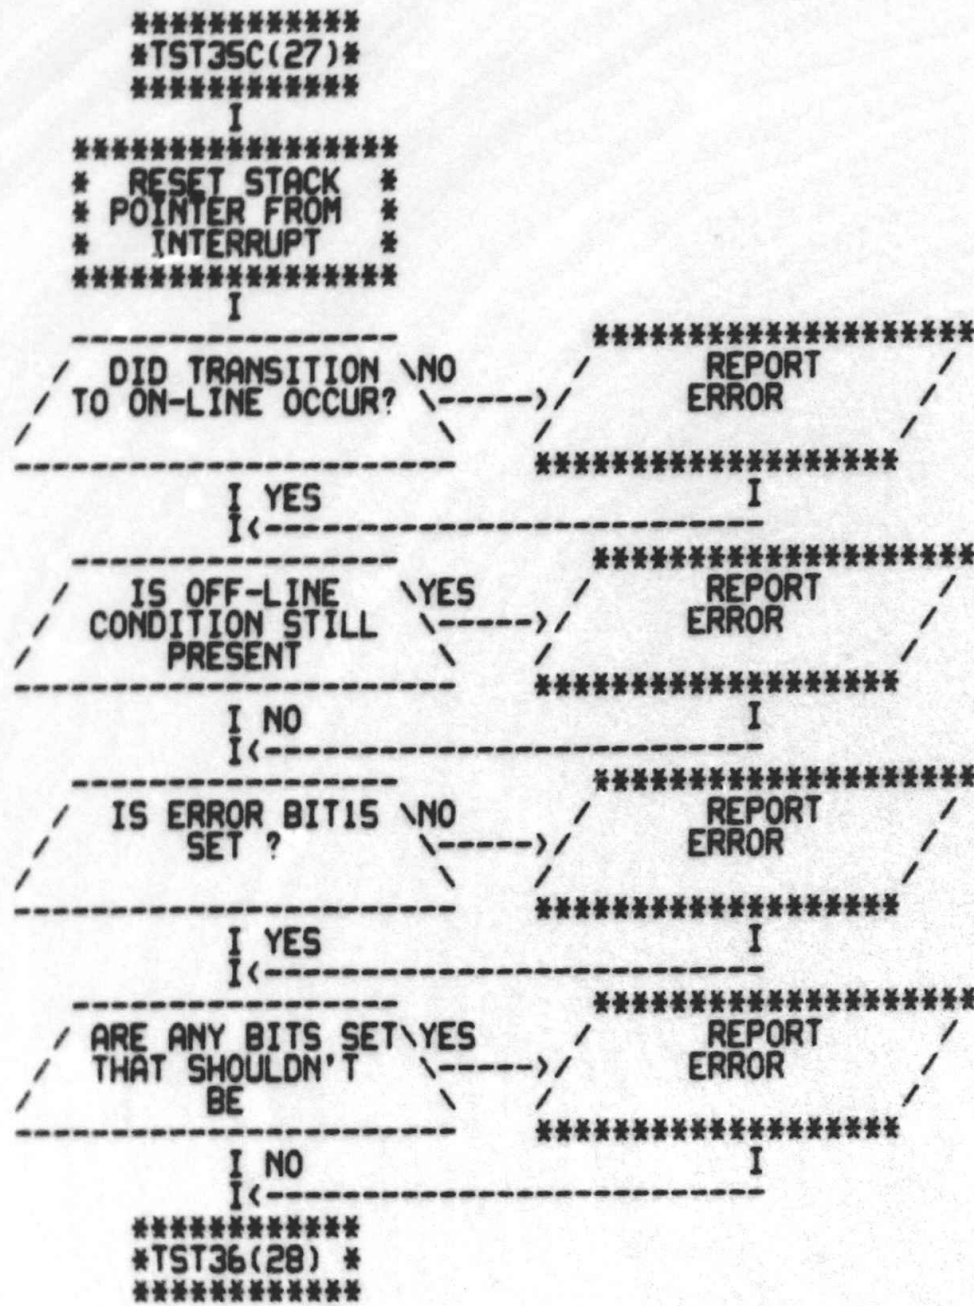 ************
*TST35C(27)*
************
I
*****************
* RESET STACK *
* POINTER FROM *
* INTERRUPT *
*****************
I
-----------------
/ DID TRANSITION \NO
/ TO ON-LINE OCCUR? \----->
/ \
-----------------------
********************
/ REPORT /
/ ERROR /
/ /
*******************
I YES I
I<--------------------------
-----------------
/ IS OFF-LINE \YES
/ CONDITION STILL \----->
/ PRESENT \
-----------------------
********************
/ REPORT /
/ ERROR /
/ /
*******************
I NO I
I<--------------------------
-----------------
/ IS ERROR BIT15 \NO
/ SET ? \----->
/ \
-----------------------
********************
/ REPORT /
/ ERROR /
/ /
*******************
I YES I
I<--------------------------
-----------------
/ ARE ANY BITS SET\YES
/ THAT SHOULDN'T \----->
/ BE \
-----------------------
********************
/ REPORT /
/ ERROR /
/ /
*******************
I NO I
I<--------------------------
************
*TST36(28) *
************